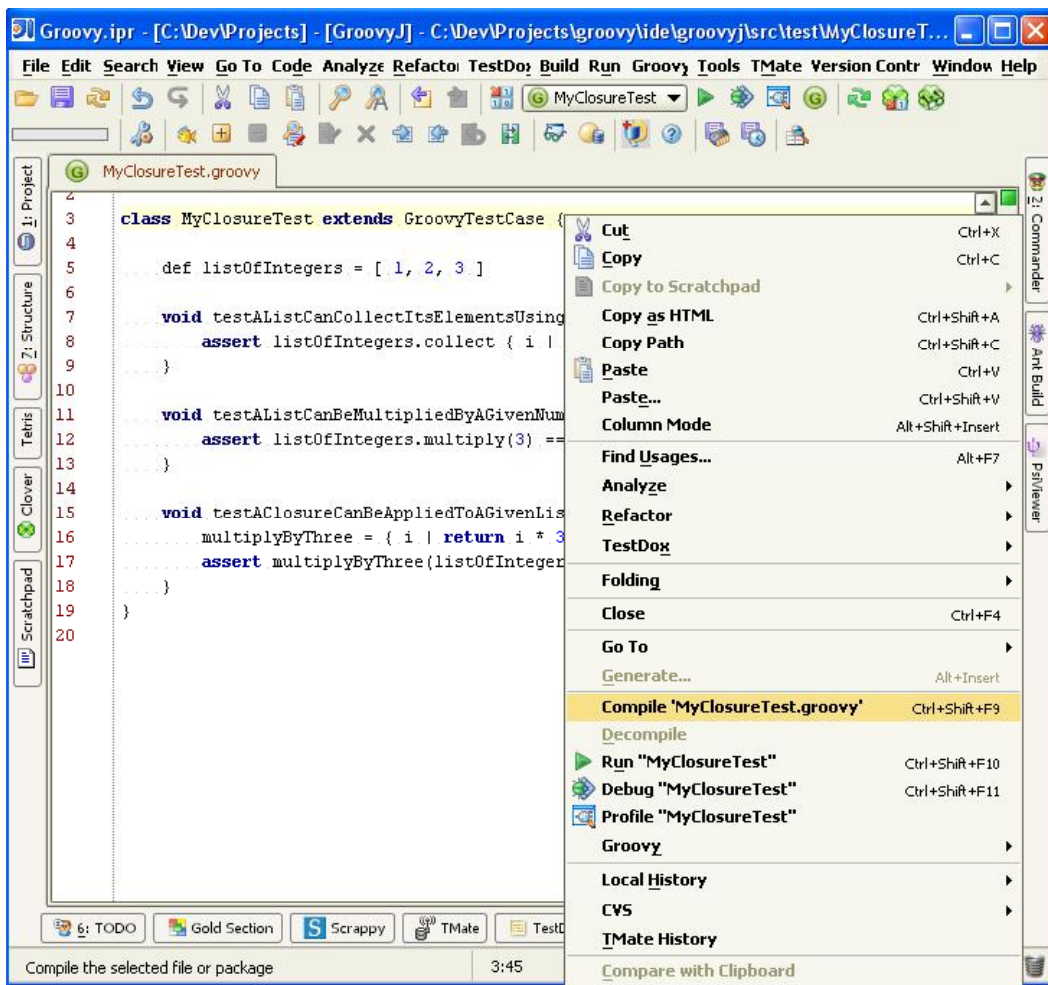 Groovy.ipr - [C:\Dev\Projects] - [GroovyJ] - C:\Dev\Projects\groovy\ide\groovyj\src\test\MyClosureT...
File Edit Search View Go To Code Analyze Refactor TestDox Build Run Groovy Tools TMate Version Contr Window Help
MyClosureTest
1: Project
7: Structure
Tetris
Clover
Scratchpad
MyClosureTest.groovy
2
3 class MyClosureTest extends GroovyTestCase {
4
5 def listOfIntegers = [ 1, 2, 3 ]
6
7 void testAListCanCollectItsElementsUsing
8 assert listOfIntegers.collect { i |
9 }
10
11 void testAListCanBeMultipliedByAGivenNum
12 assert listOfIntegers.multiply(3) ==
13 }
14
15 void testAClosureCanBeAppliedToAGivenLis
16 multiplyByThree = { i | return i * 3
17 assert multiplyByThree(listOfInteger
18 }
19 }
20
Cut Ctrl+X
Copy Ctrl+C
Copy to Scratchpad
Copy as HTML Ctrl+Shift+A
Copy Path Ctrl+Shift+C
Paste Ctrl+V
Paste... Ctrl+Shift+V
Column Mode Alt+Shift+Insert
Find Usages... Alt+F7
Analyze
Refactor
TestDox
Folding
Close Ctrl+F4
Go To
Generate... Alt+Insert
Compile 'MyClosureTest.groovy' Ctrl+Shift+F9
Decompile
Run "MyClosureTest" Ctrl+Shift+F10
Debug "MyClosureTest" Ctrl+Shift+F11
Profile "MyClosureTest"
Groovy
Local History
CVS
TMate History
Compare with Clipboard
2: Commander
Ant Build
PsiViewer
6: TODO Gold Section Scrappy TMate TestD
Compile the selected file or package 3:45